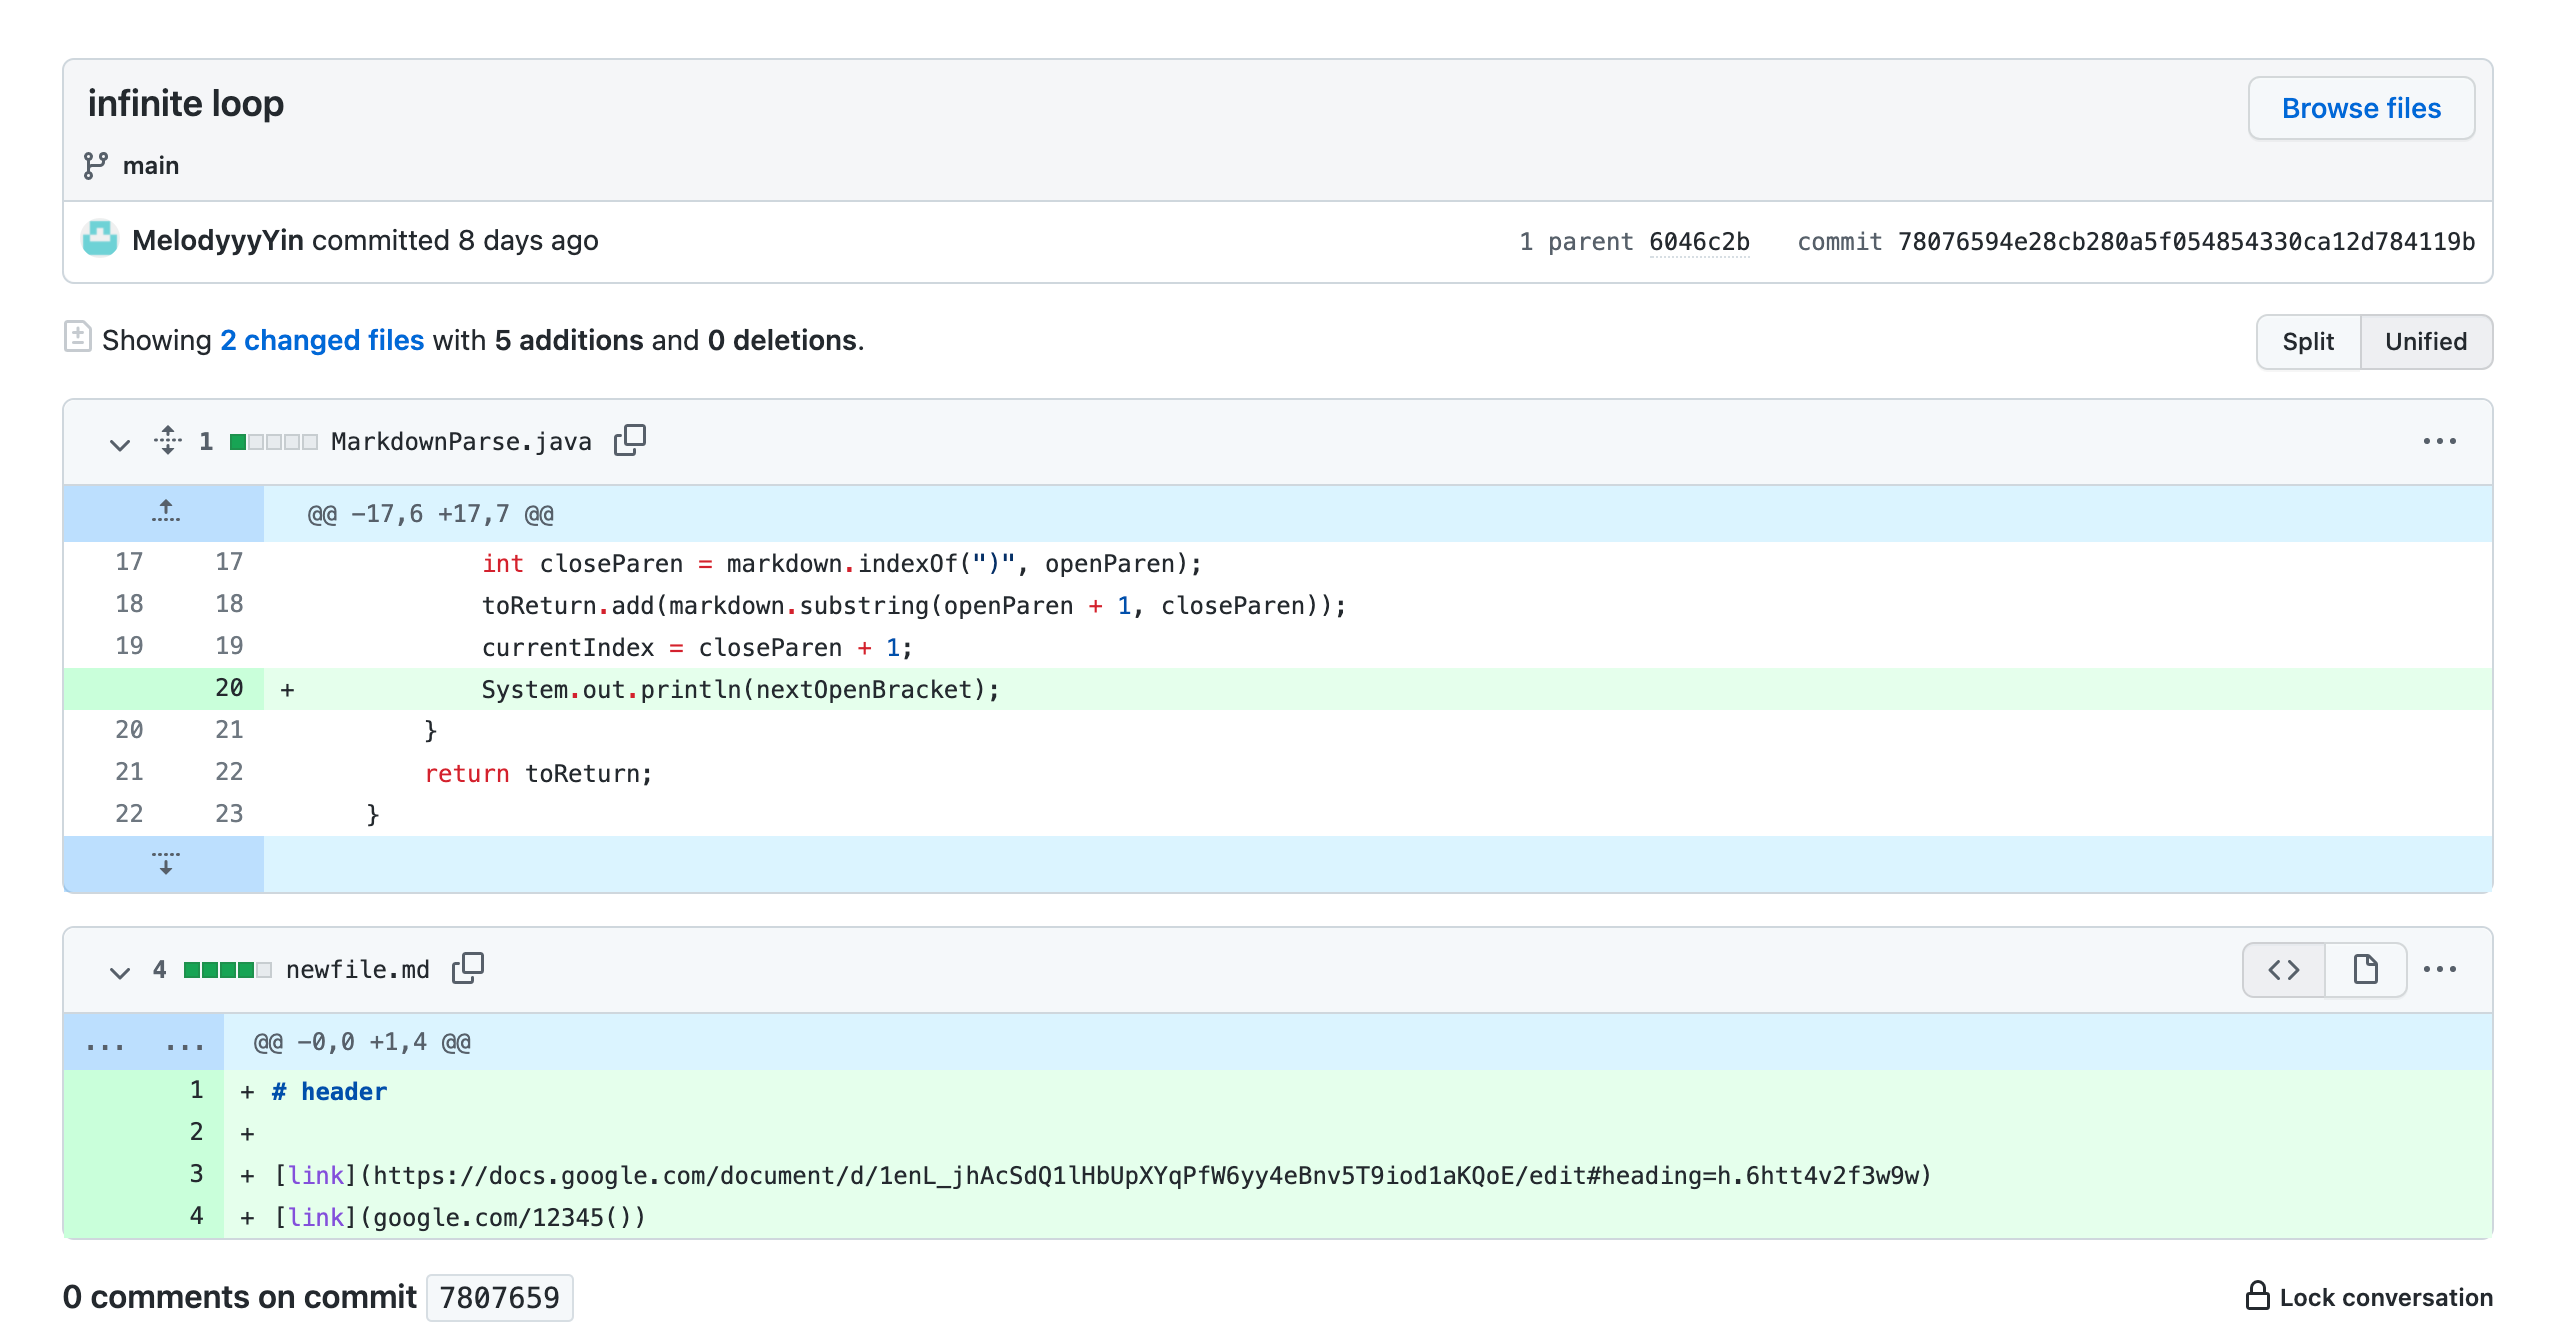 infinite loop
Browse files
main
MelodyyyYin committed 8 days ago
1 parent 6046c2b commit 78076594e28cb280a5f054854330ca12d784119b
Showing 2 changed files with 5 additions and 0 deletions.
Split Unified
1 MarkdownParse.java
@@ -17,6 +17,7 @@
17 17 int closeParen = markdown.indexOf(")", openParen);
18 18 toReturn.add(markdown.substring(openParen + 1, closeParen));
19 19 currentIndex = closeParen + 1;
20 + System.out.println(nextOpenBracket);
20 21 }
21 22 return toReturn;
22 23 }
4 newfile.md
... ... @@ -0,0 +1,4 @@
1 + # header
2 +
3 + [link](https://docs.google.com/document/d/1enL_jhAcSdQ1lHbUpXYqPfW6yy4eBnv5T9iod1aKQoE/edit#heading=h.6htt4v2f3w9w)
4 + [link](google.com/12345())
0 comments on commit 7807659
Lock conversation